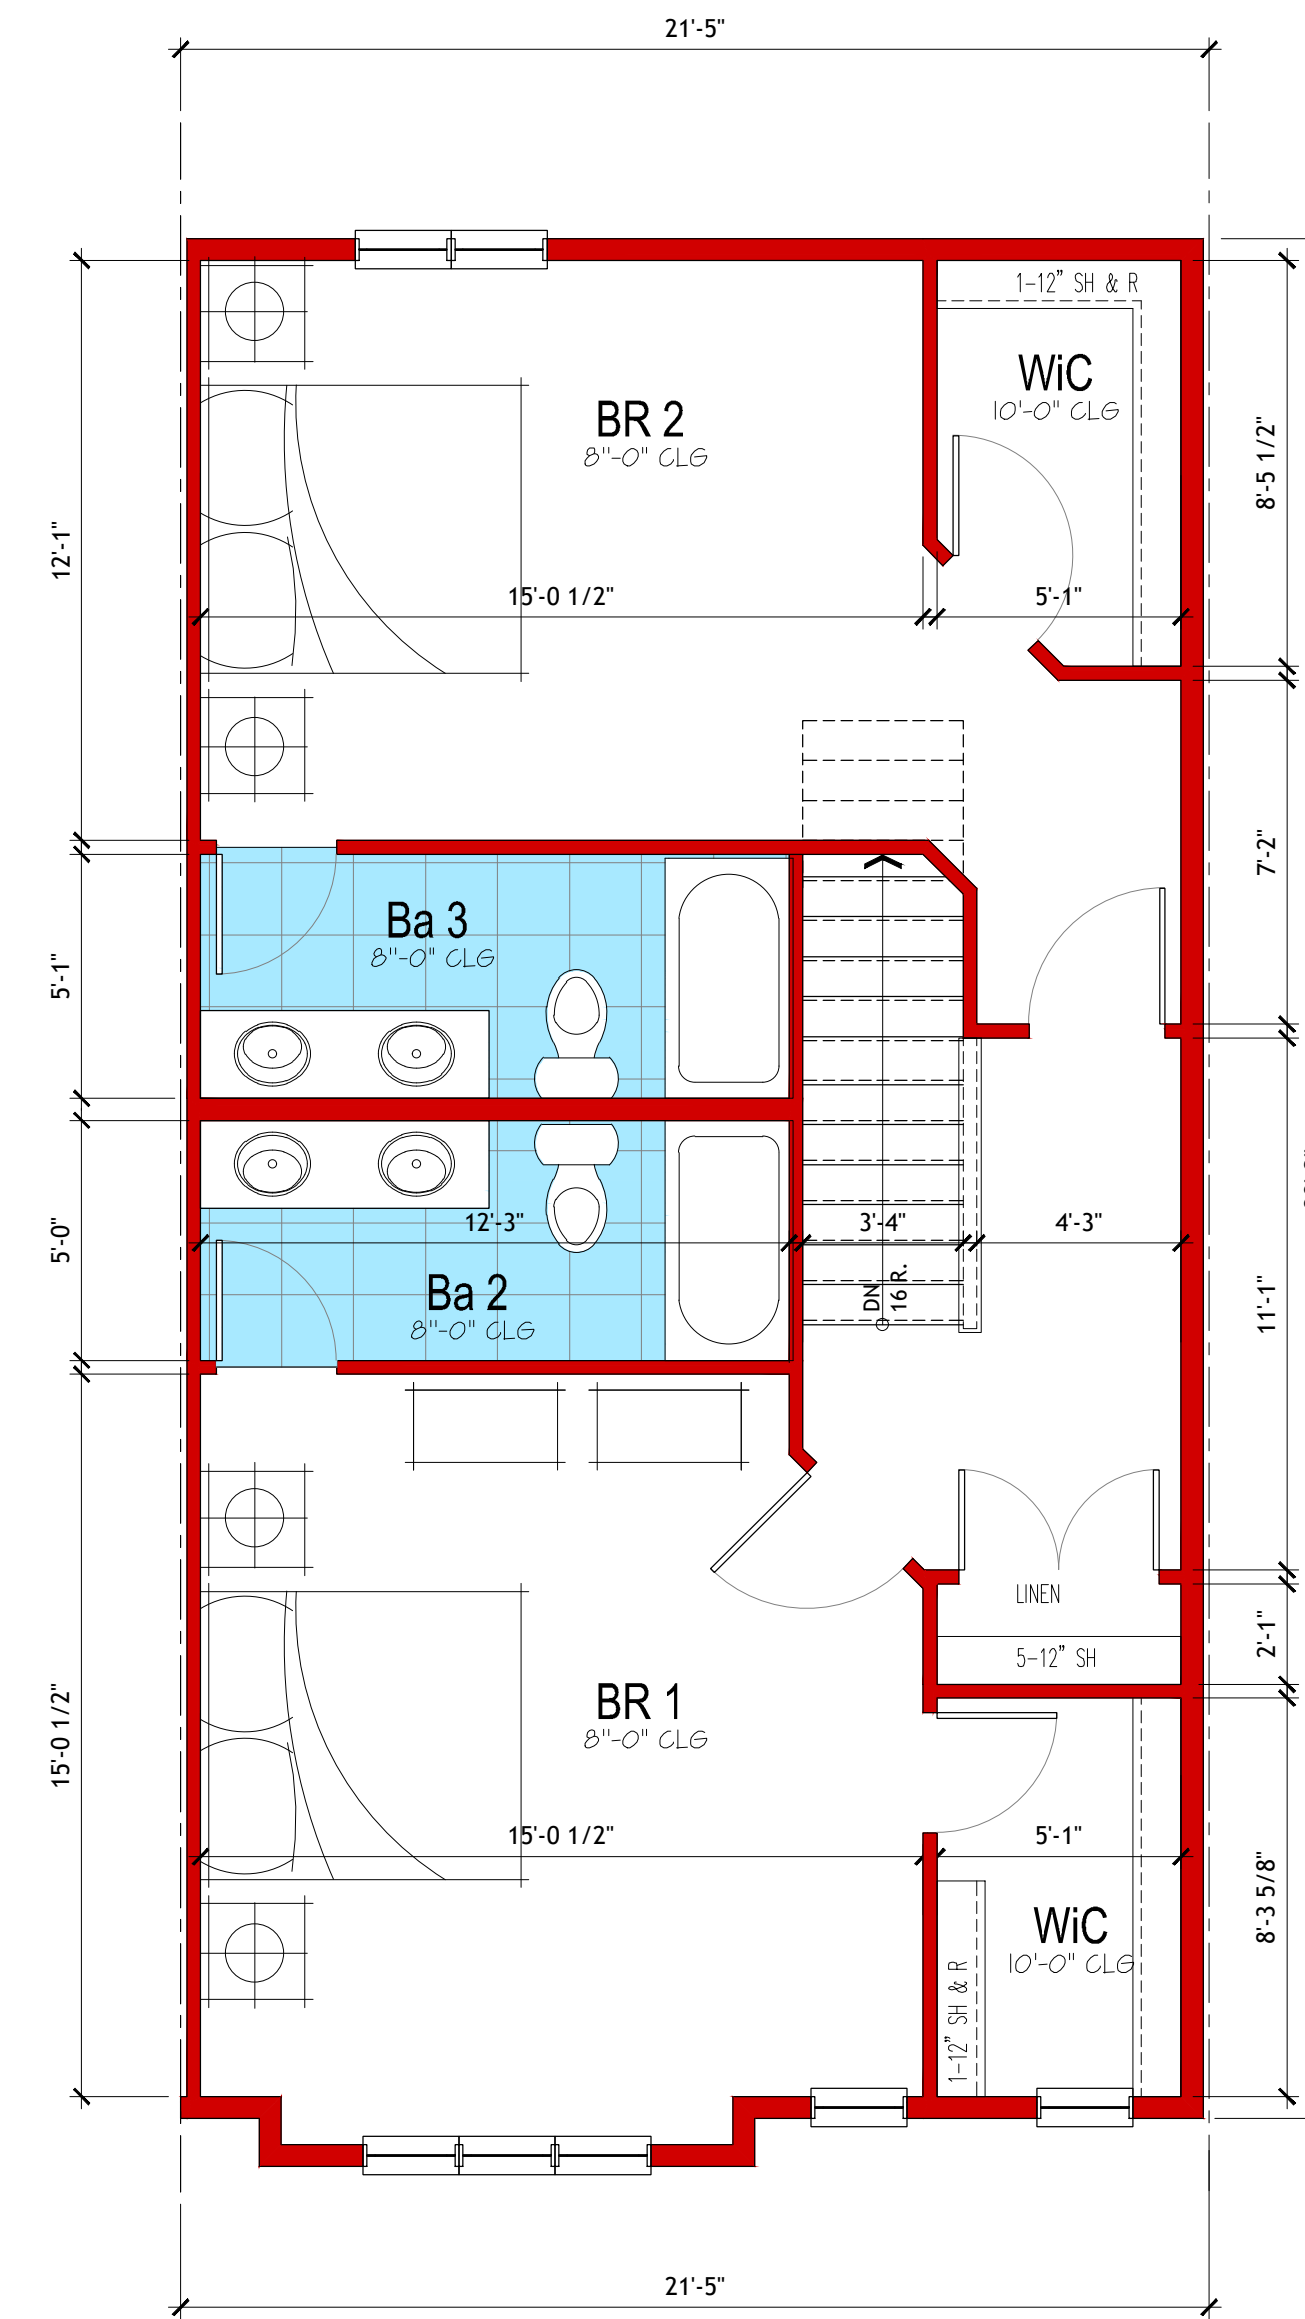 21'-5"
1-12" SH & R
WiC
10'-0" CLG
BR 2
8"-0" CLG
8'-5 1/2"
12'-1"
15'-0 1/2"
5'-1"
7'-2"
Ba 3
8"-0" CLG
5'-1"
12'-3"
3'-4"
4'-3"
5'-0"
Ba 2
8"-0" CLG
DN
16 R.
11'-1"
LINEN
5-12" SH
2'-1"
BR 1
8"-0" CLG
15'-0 1/2"
15'-0 1/2"
5'-1"
8'-3 5/8"
WiC
10'-0" CLG
1-12" SH & R
21'-5"